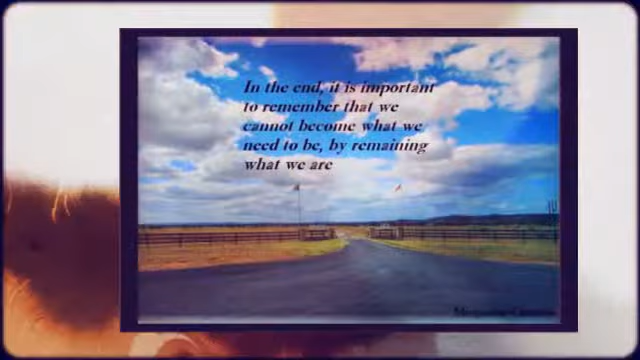 In the end, it is important
to remember that we
cannot become what we
need to be, by remaining
what we are